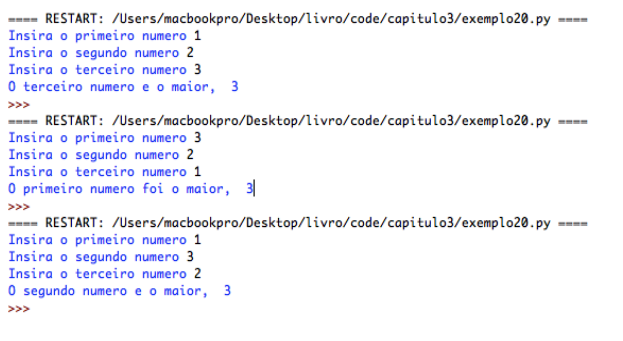 ==== RESTART: /Users/macbookpro/Desktop/livro/code/capitulo3/exemplo20.py ====
Insira o primeiro numero 1
Insira o segundo numero 2
Insira o terceiro numero 3
O terceiro numero e o maior,  3
>>>
==== RESTART: /Users/macbookpro/Desktop/livro/code/capitulo3/exemplo20.py ====
Insira o primeiro numero 3
Insira o segundo numero 2
Insira o terceiro numero 1
O primeiro numero foi o maior,  3
>>>
==== RESTART: /Users/macbookpro/Desktop/livro/code/capitulo3/exemplo20.py ====
Insira o primeiro numero 1
Insira o segundo numero 3
Insira o terceiro numero 2
O segundo numero e o maior,  3
>>>